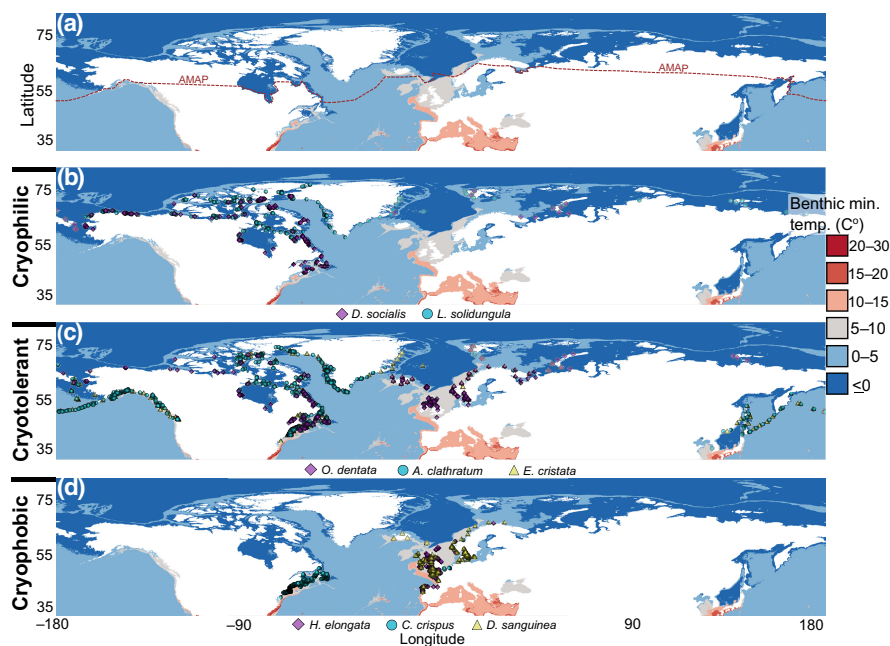 (a)
75
55
35
Latitude
AMAP
AMAP
(b)
75
55
35
Cryophilic
D. socialis
L. solidungula
Benthic min.
temp. (C°)
20–30
15–20
10–15
5–10
0–5
≤0
(c)
75
55
35
Cryotolerant
O. dentata
A. clathratum
E. cristata
(d)
75
55
35
Cryophobic
−180
−90
90
180
H. elongata
C. crispus
D. sanguinea
Longitude